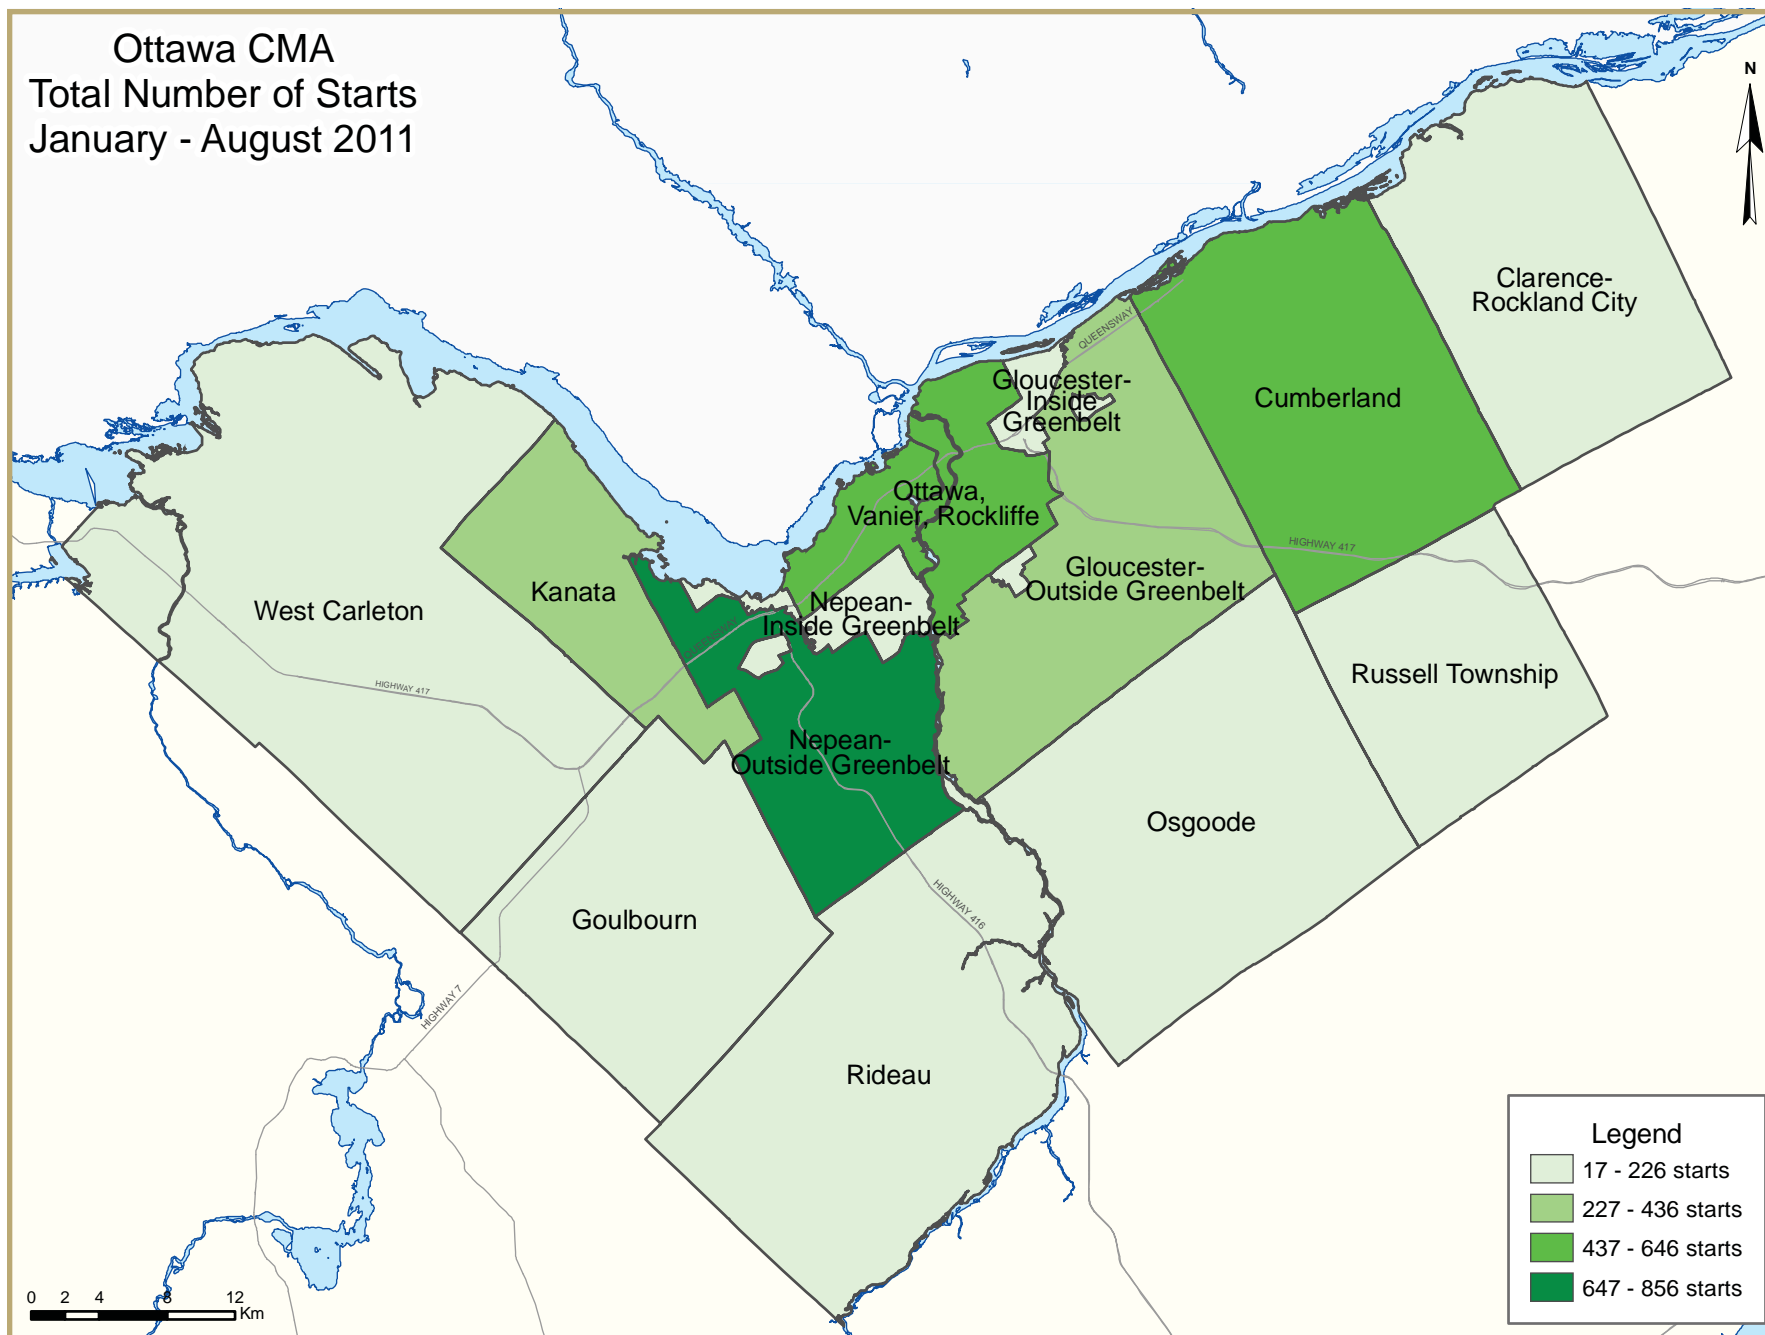 Ottawa CMA
Total Number of Starts
January - August 2011
N
Clarence-
Rockland City
QUEENSWAY
Gloucester-
Inside
Greenbelt
Cumberland
Ottawa,
Vanier, Rockliffe
HIGHWAY 417
Gloucester-
Outside Greenbelt
Kanata
West Carleton
Nepean-
Inside Greenbelt
QUEENSWAY
Russell Township
HIGHWAY 417
Nepean-
Outside Greenbelt
Osgoode
Goulbourn
HIGHWAY 416
HIGHWAY 7
Rideau
Legend
17 - 226 starts
227 - 436 starts
437 - 646 starts
647 - 856 starts
0 2 4 8 12
Km